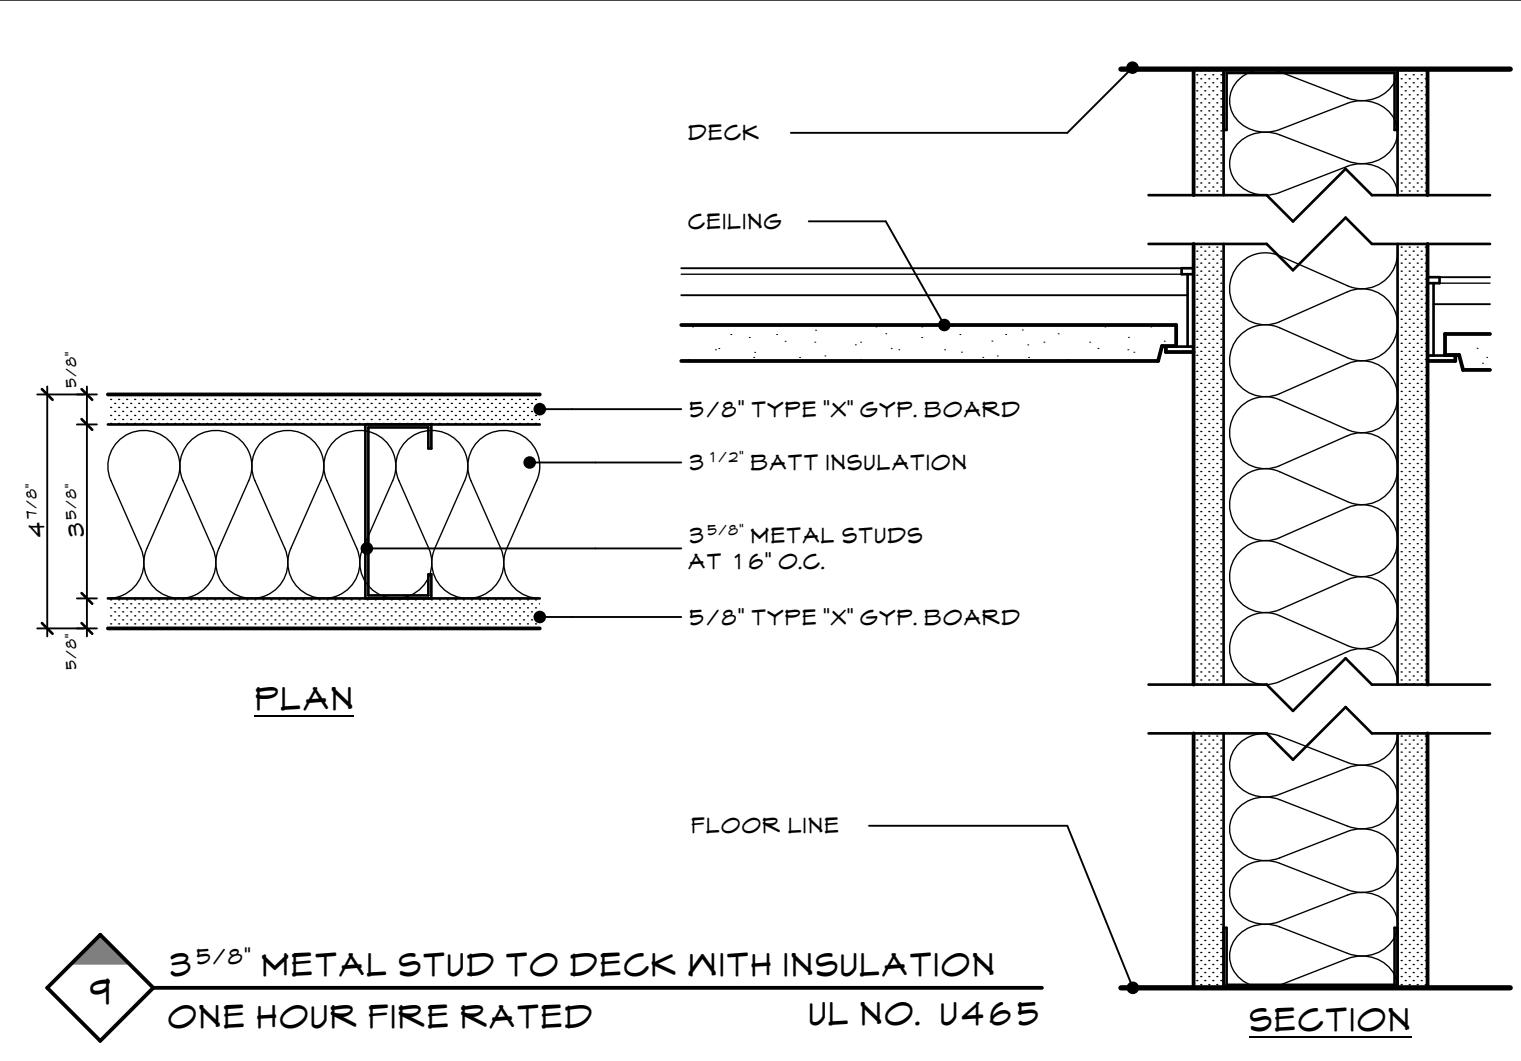 DECK
CEILING
5/8"
4 7/8"
3 5/8"
5/8"
5/8" TYPE "X" GYP. BOARD
3 1/2" BATT INSULATION
3 5/8" METAL STUDS
AT 16" O.C.
5/8" TYPE "X" GYP. BOARD
PLAN
FLOOR LINE
9
3 5/8" METAL STUD TO DECK WITH INSULATION
ONE HOUR FIRE RATED UL NO. U465
SECTION